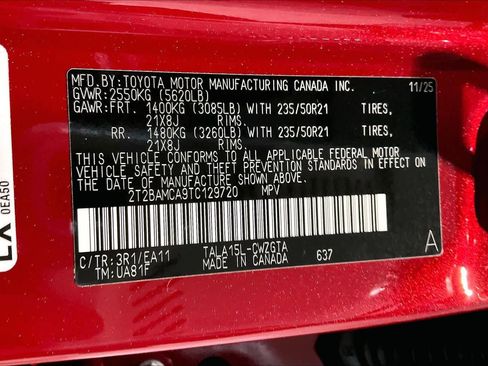 MFD.BY:TOYOTA MOTOR MANUFACTURING CANADA INC. 11/25
GVWR:2550KG (5620LB)
GAWR:FRT. 1400KG (3085LB) WITH 235/50R21 TIRES,
21X8J RIMS.
RR. 1480KG (3260LB) WITH 235/50R21 TIRES,
21X8J RIMS.
THIS VEHICLE CONFORMS TO ALL APPLICABLE FEDERAL MOTOR
VEHICLE SAFETY AND THEFT PREVENTION STANDARDS IN EFFECT ON
THE DATE OF MANUFACTURE SHOWN ABOVE.
2T2BAMCA9TC129720 MPV
C/TR:3R1/EA11 TALA15L-CWZGTA A
TM:UA81F MADE IN CANADA 637
0EA50